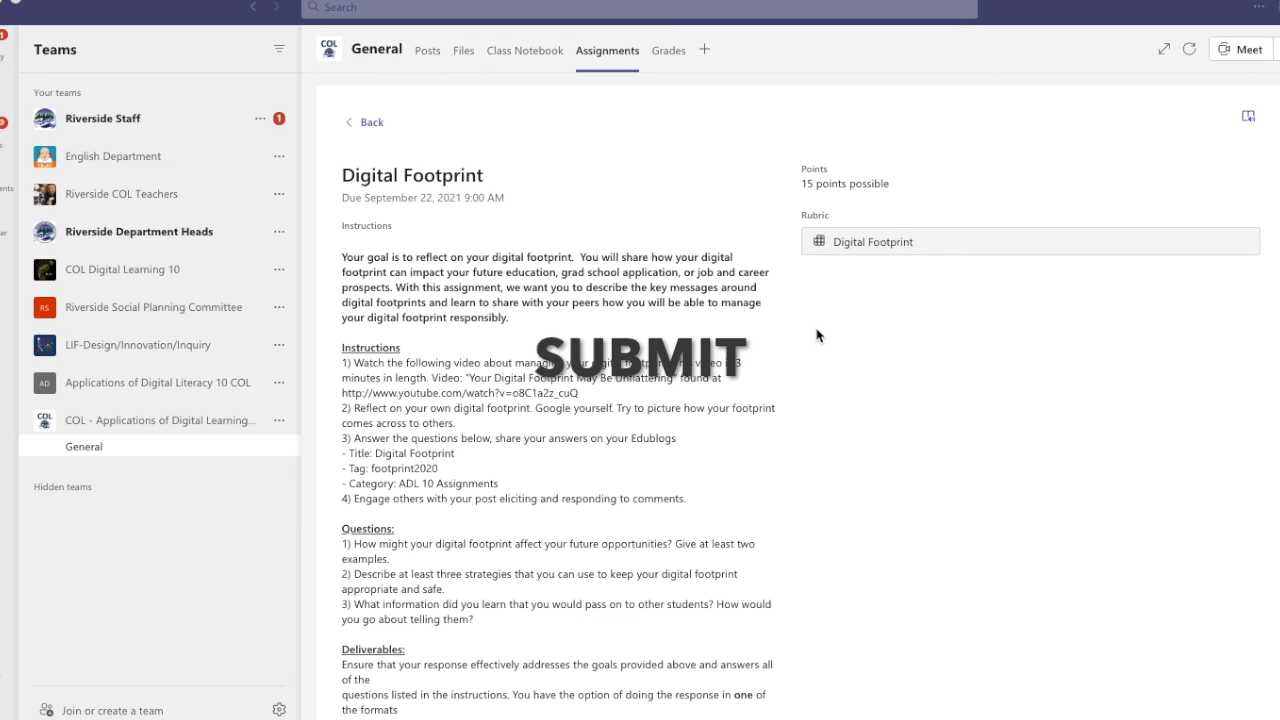 Search
Teams
Your teams
Riverside Staff
1
English Department
Riverside COL Teachers
Riverside Department Heads
COL Digital Learning 10
RS
Riverside Social Planning Committee
LIF-Design/Innovation/Inquiry
AD
Applications of Digital Literacy 10 COL
COL
COL - Applications of Digital Learning...
General
Hidden teams
Join or create a team
COL
General
Posts
Files
Class Notebook
Assignments
Grades
Meet
Back
Digital Footprint
Due September 22, 2021 9:00 AM
Instructions
Your goal is to reflect on your digital footprint. You will share how your digital
footprint can impact your future education, grad school application, or job and career
prospects. With this assignment, we want you to describe the key messages around
digital footprints and learn to share with your peers how you will be able to manage
your digital footprint responsibly.
Instructions
1) Watch the following video about managing your digital footprint. 3
minutes in length. Video: "Your Digital Footprint May Be Unflattering" found at
http://www.youtube.com/watch?v=o8C1a2z_cuQ
2) Reflect on your own digital footprint. Google yourself. Try to picture how your footprint
comes across to others.
3) Answer the questions below, share your answers on your Edublogs
- Title: Digital Footprint
- Tag: footprint2020
- Category: ADL 10 Assignments
4) Engage others with your post eliciting and responding to comments.
Questions:
1) How might your digital footprint affect your future opportunities? Give at least two
examples.
2) Describe at least three strategies that you can use to keep your digital footprint
appropriate and safe.
3) What information did you learn that you would pass on to other students? How would
you go about telling them?
Deliverables:
Ensure that your response effectively addresses the goals provided above and answers all
of the
questions listed in the instructions. You have the option of doing the response in one of
the formats
SUBMIT
Points
15 points possible
Rubric
Digital Footprint